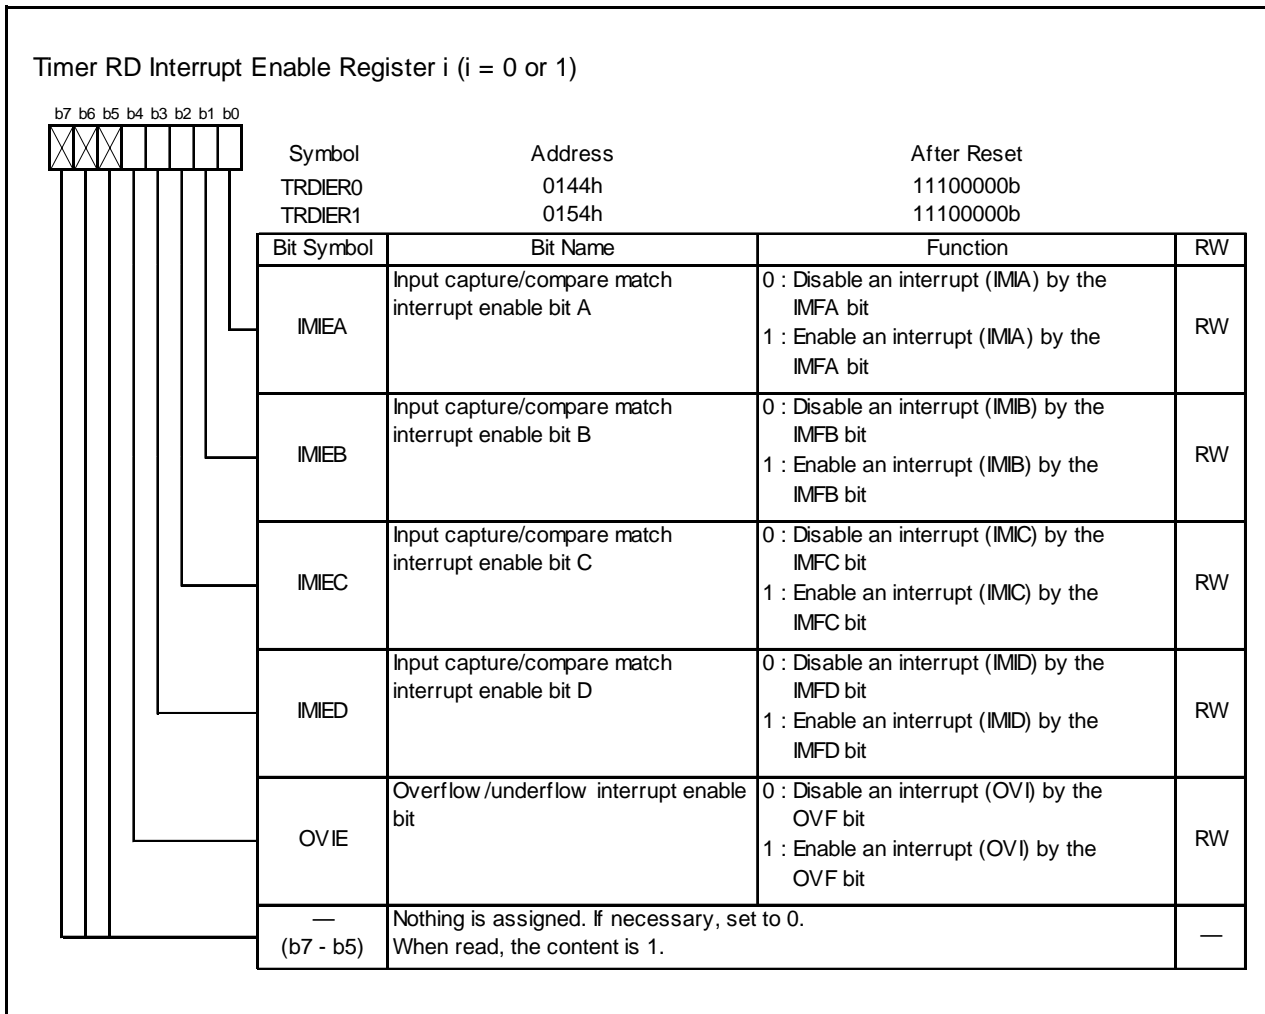 Timer RD Interrupt Enable Register i (i = 0 or 1)
b7 b6 b5 b4 b3 b2 b1 b0
Symbol Address After Reset
TRDIER0 0144h 11100000b
TRDIER1 0154h 11100000b
Bit Symbol Bit Name Function RW
IMIEA
Input capture/compare match
interrupt enable bit A
0 : Disable an interrupt (IMIA) by the
IMFA bit
1 : Enable an interrupt (IMIA) by the
IMFA bit
RW
IMIEB
Input capture/compare match
interrupt enable bit B
0 : Disable an interrupt (IMIB) by the
IMFB bit
1 : Enable an interrupt (IMIB) by the
IMFB bit
RW
IMIEC
Input capture/compare match
interrupt enable bit C
0 : Disable an interrupt (IMIC) by the
IMFC bit
1 : Enable an interrupt (IMIC) by the
IMFC bit
RW
IMIED
Input capture/compare match
interrupt enable bit D
0 : Disable an interrupt (IMID) by the
IMFD bit
1 : Enable an interrupt (IMID) by the
IMFD bit
RW
OVIE
Overflow/underflow interrupt enable
bit
0 : Disable an interrupt (OVI) by the
OVF bit
1 : Enable an interrupt (OVI) by the
OVF bit
RW
—
(b7 - b5)
Nothing is assigned. If necessary, set to 0.
When read, the content is 1.
—